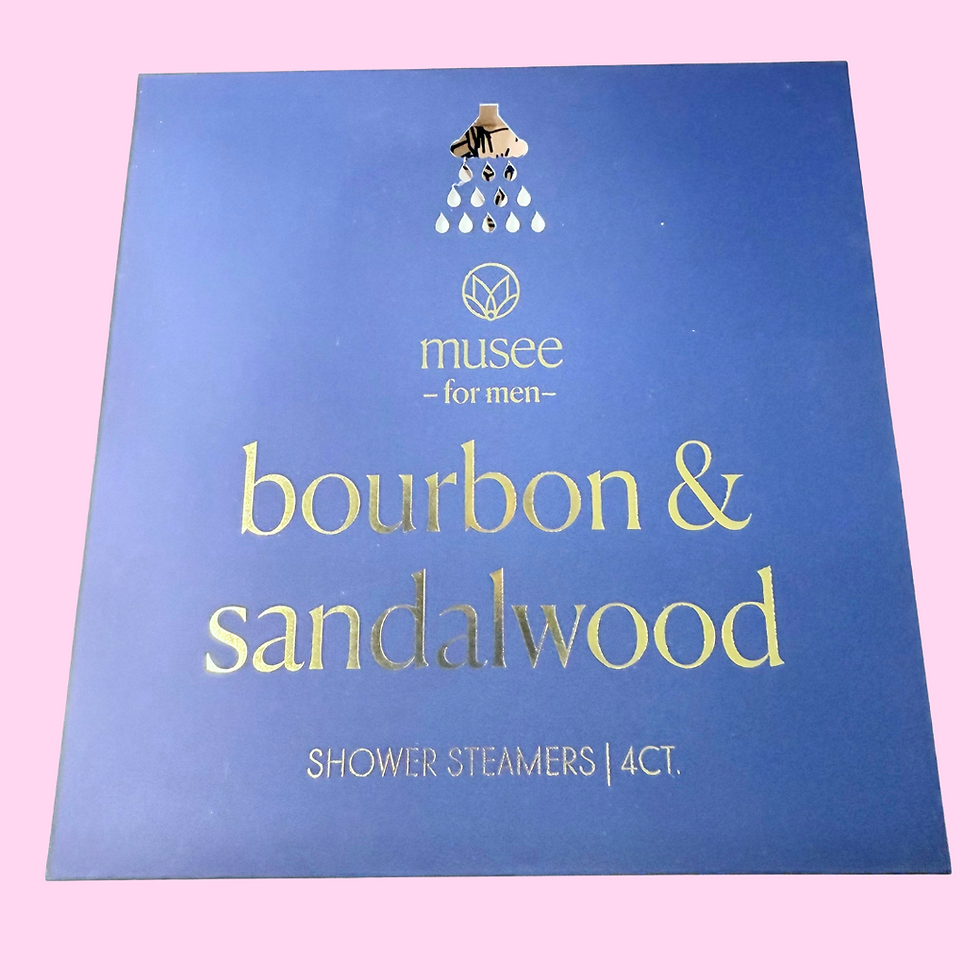 musee
–for men–
bourbon &
sandalwood
SHOWER STEAMERS | 4CT.